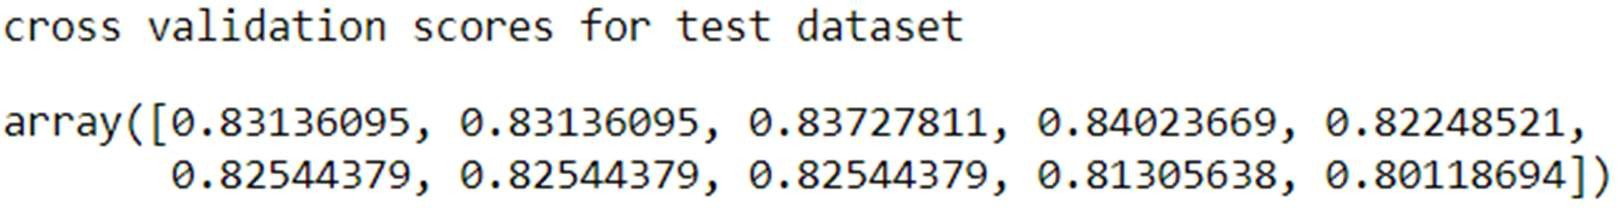 cross validation scores for test dataset
array([0.83136095, 0.83136095, 0.83727811, 0.84023669, 0.82248521,
0.82544379, 0.82544379, 0.82544379, 0.81305638, 0.80118694])